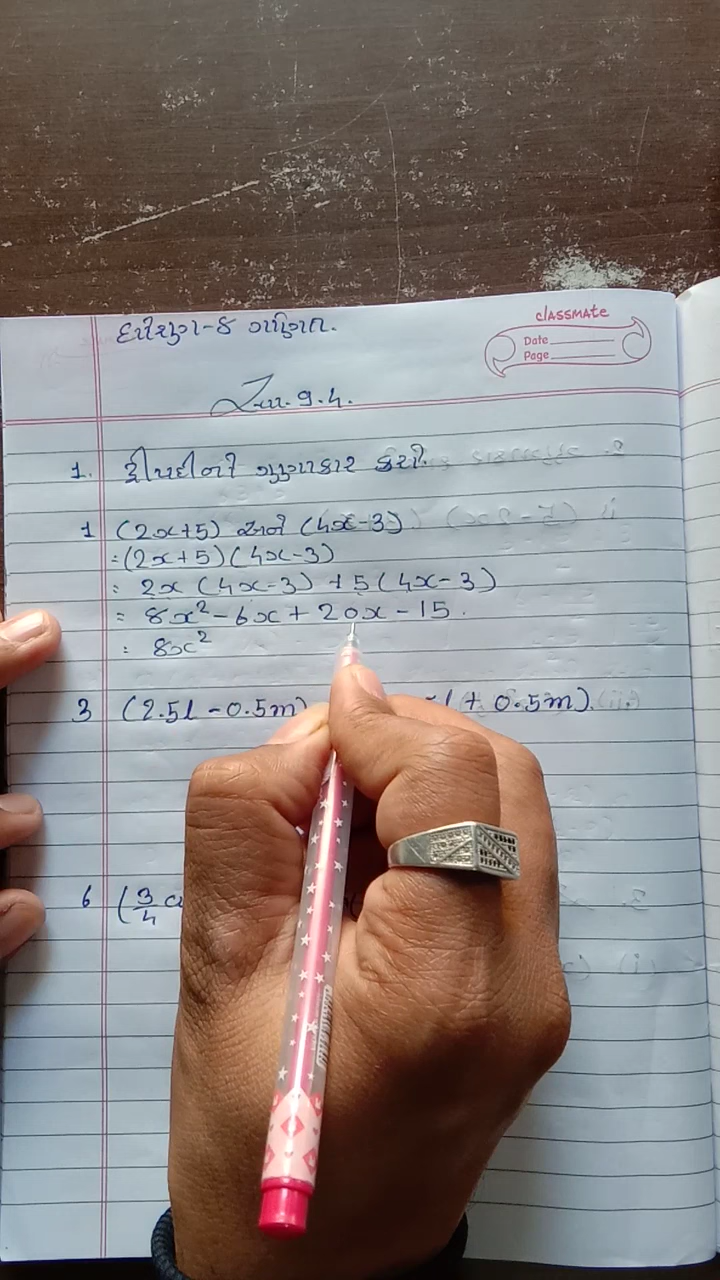 ધોરણ-8 ગણિત.
classmate
Date
Page
સ્વા. 9.4.
1. દ્વીપદીનો ગુણાકાર કરો.
1 (2x+5) અને (4x-3)
=(2x+5)(4x-3)
= 2x(4x-3) + 5(4x-3)
= 8x² - 6x + 20x - 15.
= 8x²
3 (2.5l - 0.5m) l + 0.5m).
6 (3/4